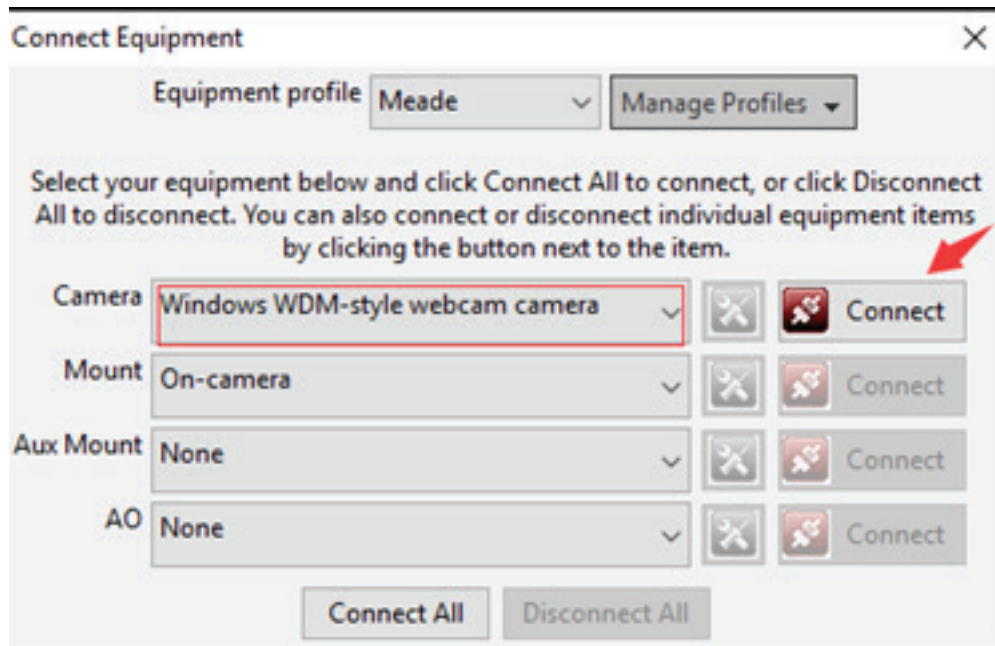 Connect Equipment
Equipment profile Meade Manage Profiles
Select your equipment below and click Connect All to connect, or click Disconnect
All to disconnect. You can also connect or disconnect individual equipment items
by clicking the button next to the item.
Camera Windows WDM-style webcam camera Connect
Mount On-camera Connect
Aux Mount None Connect
AO None Connect
Connect All Disconnect All